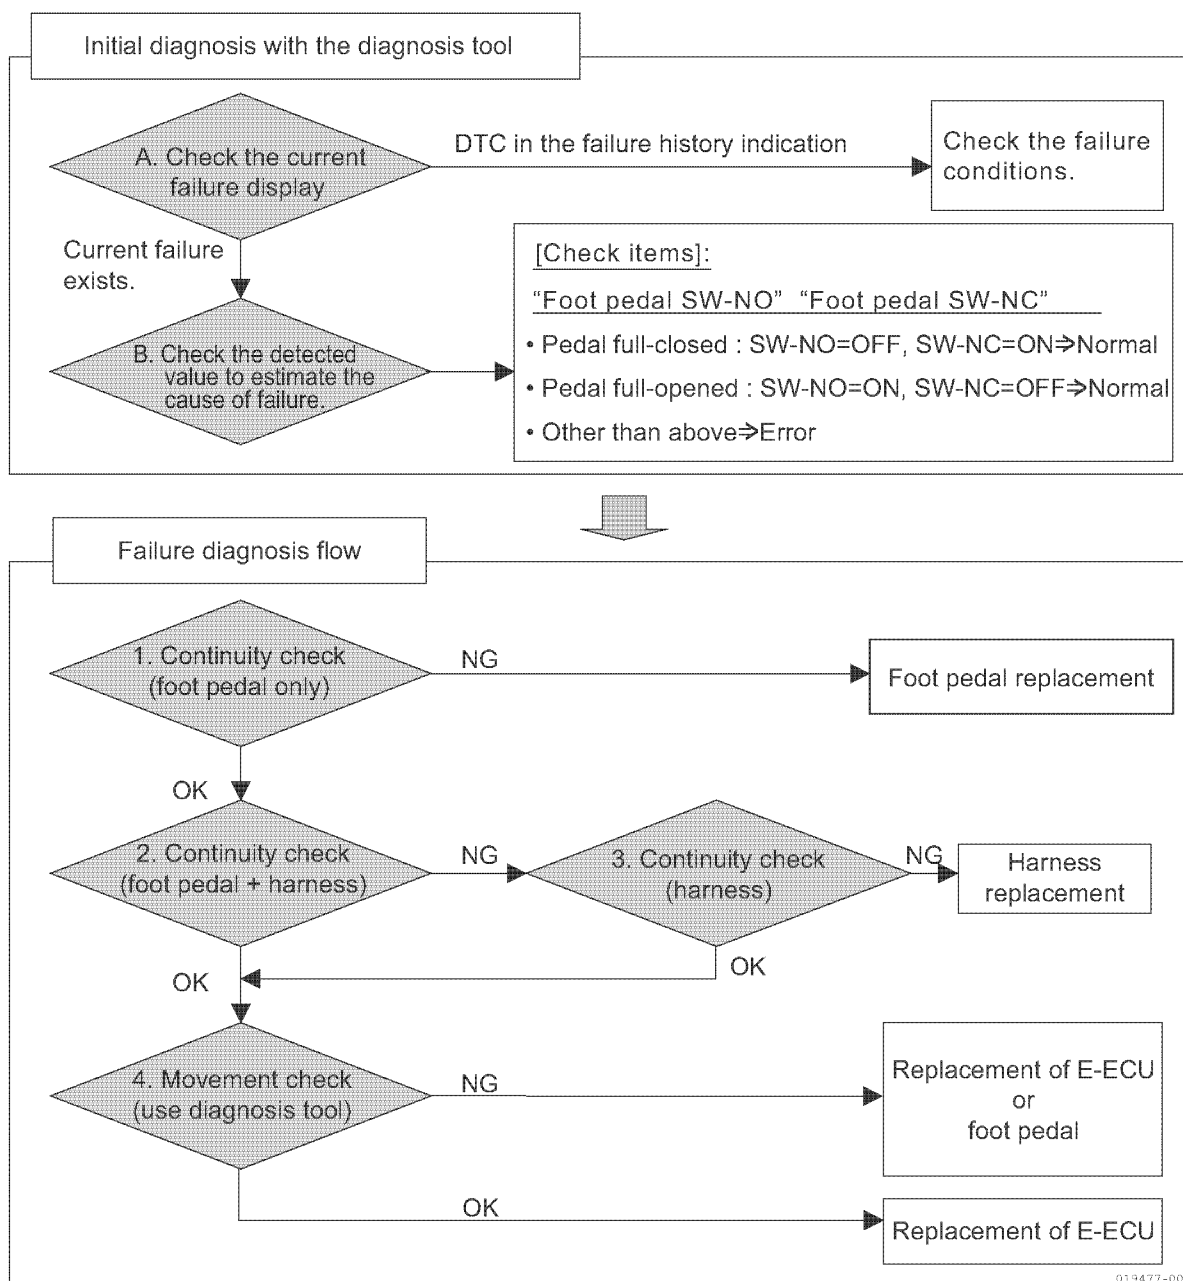 Initial diagnosis with the diagnosis tool
A. Check the current
failure display
DTC in the failure history indication
Check the failure
conditions.
Current failure
exists.
B. Check the detected
value to estimate the
cause of failure.
[Check items]:
“Foot pedal SW-NO” “Foot pedal SW-NC”
• Pedal full-closed : SW-NO=OFF, SW-NC=ON⇒Normal
• Pedal full-opened : SW-NO=ON, SW-NC=OFF⇒Normal
• Other than above⇒Error
Failure diagnosis flow
1. Continuity check
(foot pedal only)
NG
Foot pedal replacement
OK
2. Continuity check
(foot pedal + harness)
NG
3. Continuity check
(harness)
NG
Harness
replacement
OK
OK
4. Movement check
(use diagnosis tool)
NG
Replacement of E-ECU
or
foot pedal
OK
Replacement of E-ECU